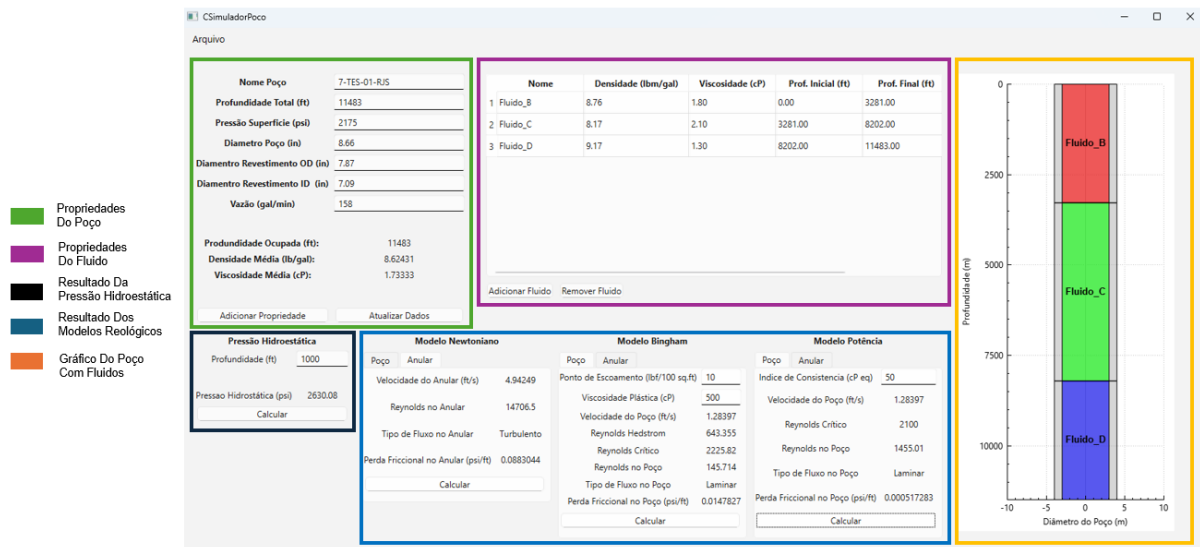 CSimuladorPoco
Arquivo
Nome Poço 7-TES-01-RJS
Profundidade Total (ft) 11483
Pressão Superfície (psi) 2175
Diametro Poço (in) 8.66
Diamentro Revestimento OD (in) 7.87
Diamentro Revestimento ID (in) 7.09
Vazão (gal/min) 158
Produndidade Ocupada (ft): 11483
Densidade Média (lb/gal): 8.62431
Viscosidade Média (cP): 1.73333
Adicionar Propriedade Atualizar Dados
Nome Densidade (lbm/gal) Viscosidade (cP) Prof. Inicial (ft) Prof. Final (ft)
1 Fluido_B 8.76 1.80 0.00 3281.00
2 Fluido_C 8.17 2.10 3281.00 8202.00
3 Fluido_D 9.17 1.30 8202.00 11483.00
Adicionar Fluido Remover Fluido
Propriedades
Do Poço
Propriedades
Do Fluido
Resultado Da
Pressão Hidroestática
Resultado Dos
Modelos Reológicos
Gráfico Do Poço
Com Fluidos
Pressão Hidroestática
Profundidade (ft) 1000
Pressao Hidrostática (psi) 2630.08
Calcular
Modelo Newtoniano
Poço Anular
Velocidade do Anular (ft/s) 4.94249
Reynolds no Anular 14706.5
Tipo de Fluxo no Anular Turbulento
Perda Friccional no Anular (psi/ft) 0.0883044
Calcular
Modelo Bingham
Poço Anular
Ponto de Escoamento (lbf/100 sq.ft) 10
Viscosidade Plástica (cP) 500
Velocidade do Poço (ft/s) 1.28397
Reynolds Hedstrom 643.355
Reynolds Crítico 2225.82
Reynolds no Poço 145.714
Tipo de Fluxo no Poço Laminar
Perda Friccional no Poço (psi/ft) 0.0147827
Calcular
Modelo Potência
Poço Anular
Indice de Consistencia (cP eq) 50
Velocidade do Poço (ft/s) 1.28397
Reynolds Crítico 2100
Reynolds no Poço 1455.01
Tipo de Fluxo no Poço Laminar
Perda Friccional no Poço (psi/ft) 0.000517283
Calcular
Profundidade (m)
0
2500
5000
7500
10000
Fluido_B
Fluido_C
Fluido_D
-10 -5 0 5 10
Diâmetro do Poço (m)